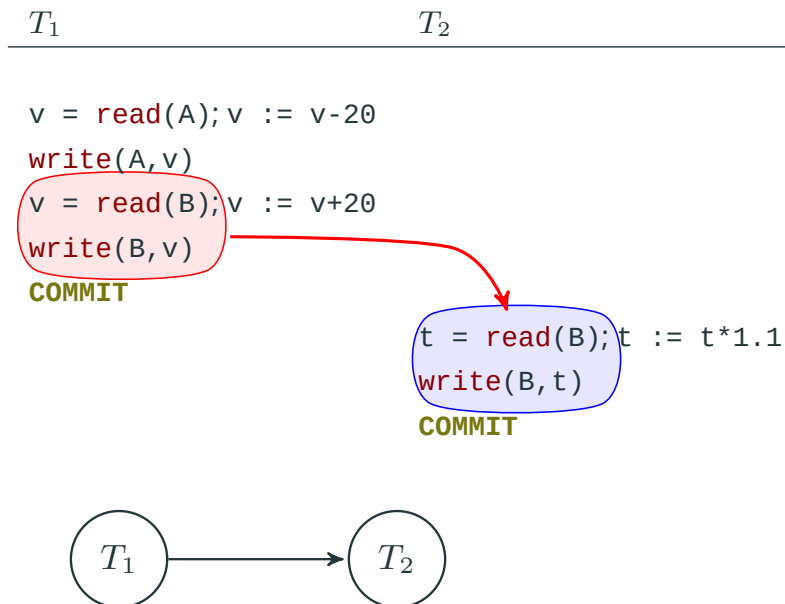 T1 T2
v = read(A); v := v-20
write(A,v)
v = read(B); v := v+20
write(B,v)
COMMIT
t = read(B); t := t*1.1
write(B,t)
COMMIT
T1 T2